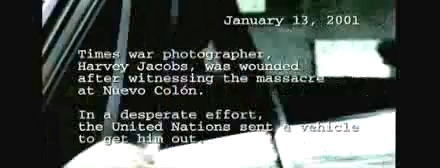 January 13, 2001
Times war photographer,
Harvey Jacobs, was wounded
after witnessing the massacre
at Nuevo Colón.
In a desperate effort,
the United Nations sent a vehicle
to get him out.